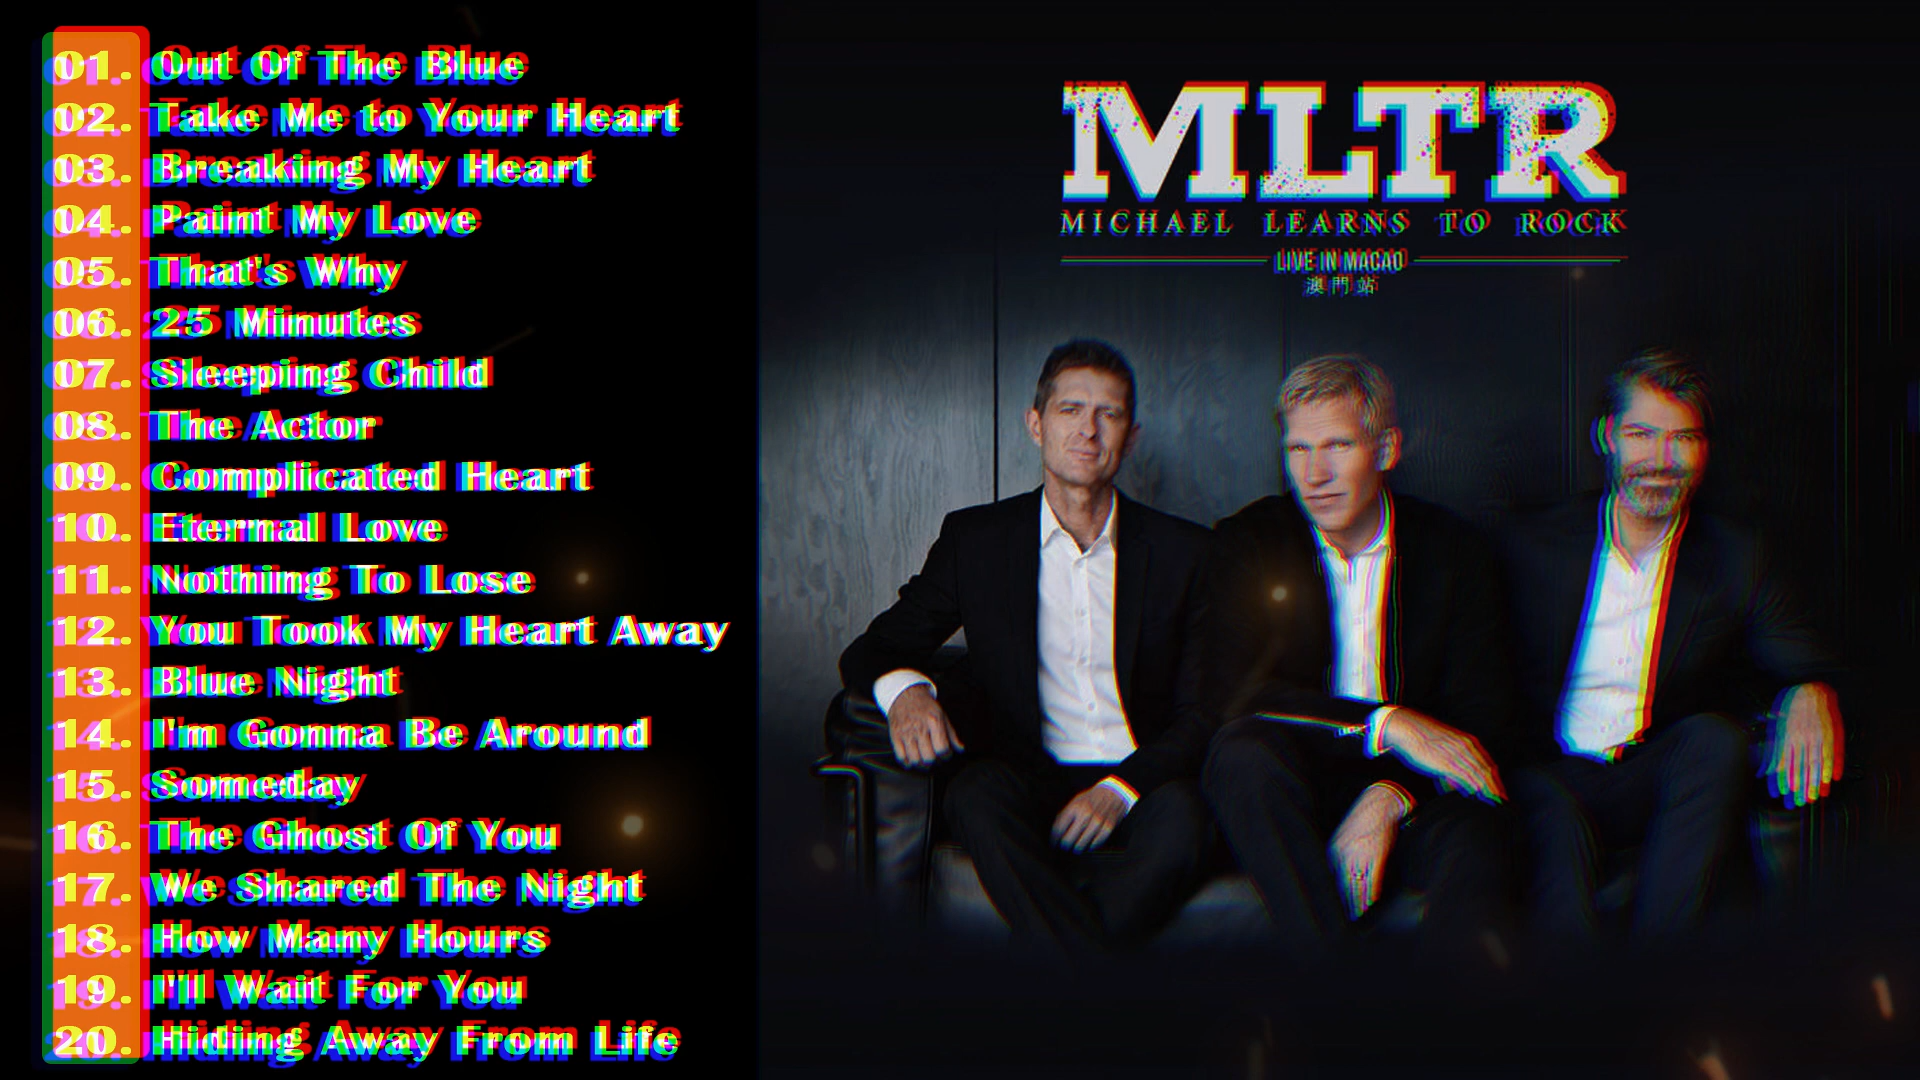 01. Out Of The Blue
02. Take Me to Your Heart
03. Breaking My Heart
04. Paint My Love
05. That's Why
06. 25 Minutes
07. Sleeping Child
08. The Actor
09. Complicated Heart
10. Eternal Love
11. Nothing To Lose
12. You Took My Heart Away
13. Blue Night
14. I'm Gonna Be Around
15. Someday
16. The Ghost Of You
17. We Shared The Night
18. How Many Hours
19. I'll Wait For You
20. Hiding Away From Life
MLTR
MICHAEL LEARNS TO ROCK
LIVE IN MACAO
澳門站